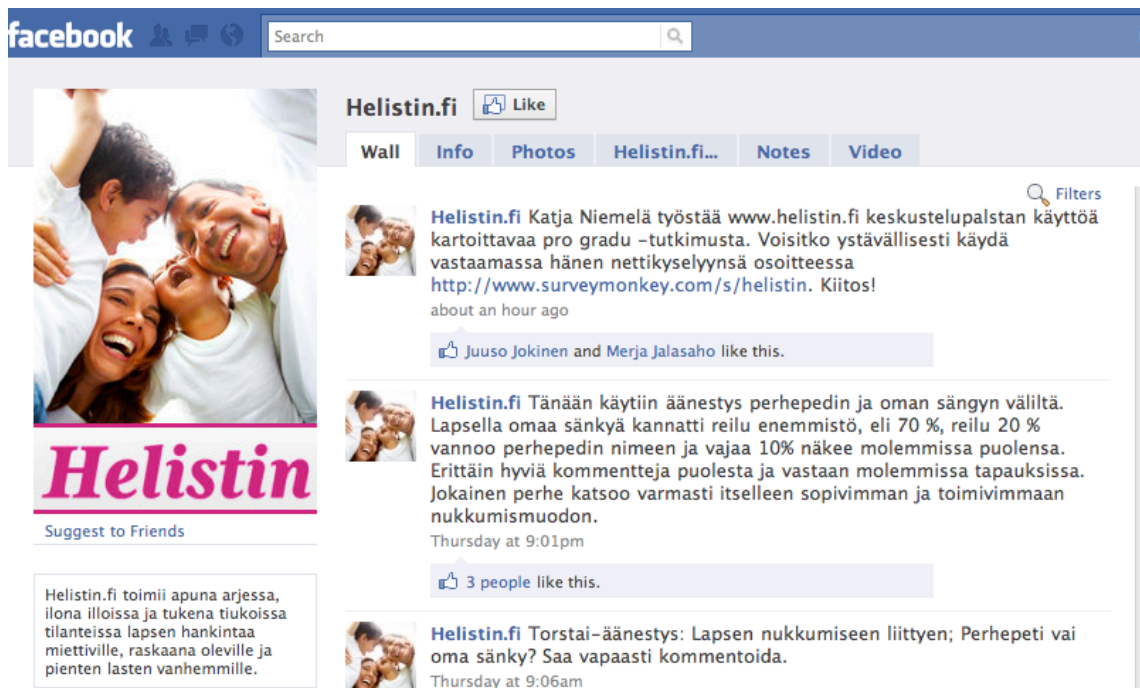 facebook
Search
Helistin.fi Like
Wall Info Photos Helistin.fi... Notes Video
Filters
Helistin.fi Katja Niemelä työstää www.helistin.fi keskustelupalstan käyttöä
kartoittavaa pro gradu –tutkimusta. Voisitko ystävällisesti käydä
vastaamassa hänen nettikyselyynsä osoitteessa
http://www.surveymonkey.com/s/helistin. Kiitos!
about an hour ago
Juuso Jokinen and Merja Jalasaho like this.
Helistin.fi Tänään käytiin äänestys perhepedin ja oman sängyn väliltä.
Lapsella omaa sänkyä kannatti reilu enemmistö, eli 70 %, reilu 20 %
vannoo perhepedin nimeen ja vajaa 10% näkee molemmissa puolensa.
Erittäin hyviä kommentteja puolesta ja vastaan molemmissa tapauksissa.
Jokainen perhe katsoo varmasti itselleen sopivimman ja toimivimmaan
nukkumismuodon.
Thursday at 9:01pm
3 people like this.
Helistin.fi Torstai–äänestys: Lapsen nukkumiseen liittyen; Perhepeti vai
oma sänky? Saa vapaasti kommentoida.
Thursday at 9:06am
Helistin
Suggest to Friends
Helistin.fi toimii apuna arjessa,
ilona illoissa ja tukena tiukoissa
tilanteissa lapsen hankintaa
miettiville, raskaana oleville ja
pienten lasten vanhemmille.